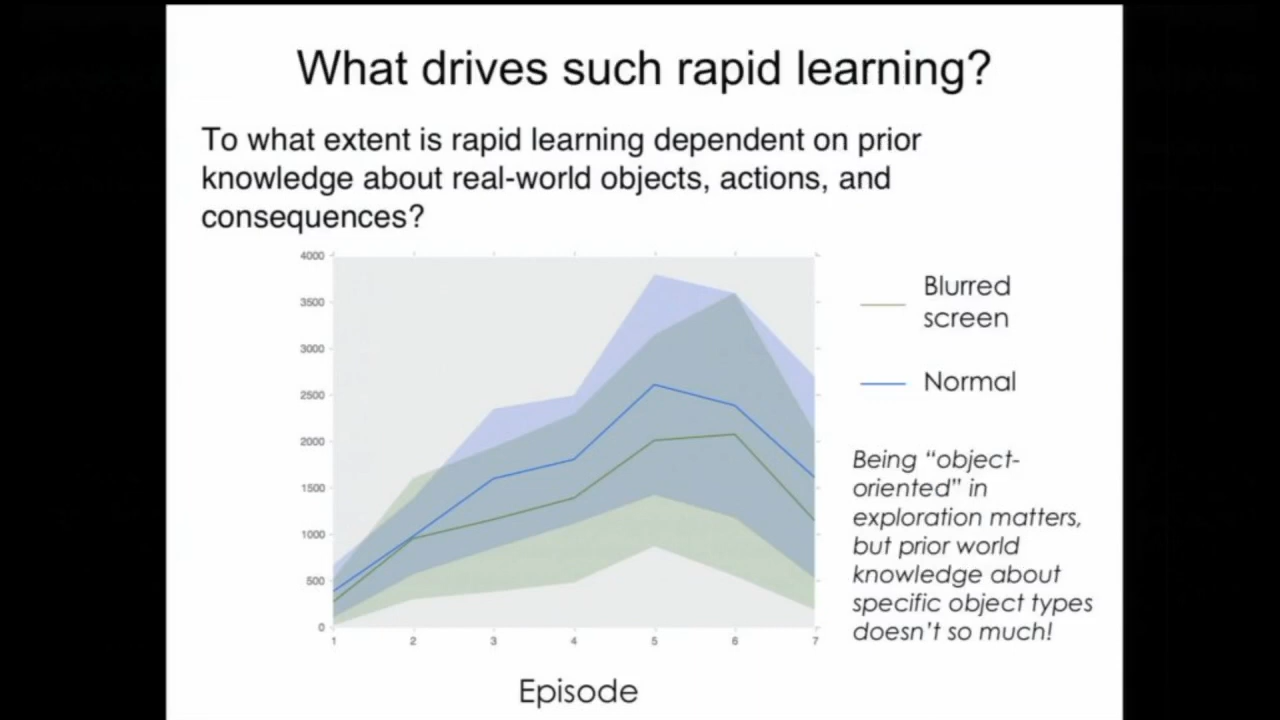 What drives such rapid learning?
To what extent is rapid learning dependent on prior
knowledge about real-world objects, actions, and
consequences?
4000
3500
3000
2500
2000
1500
1000
500
0
1 2 3 4 5 6 7
Episode
Blurred
screen
Normal
Being “object-
oriented” in
exploration matters,
but prior world
knowledge about
specific object types
doesn’t so much!